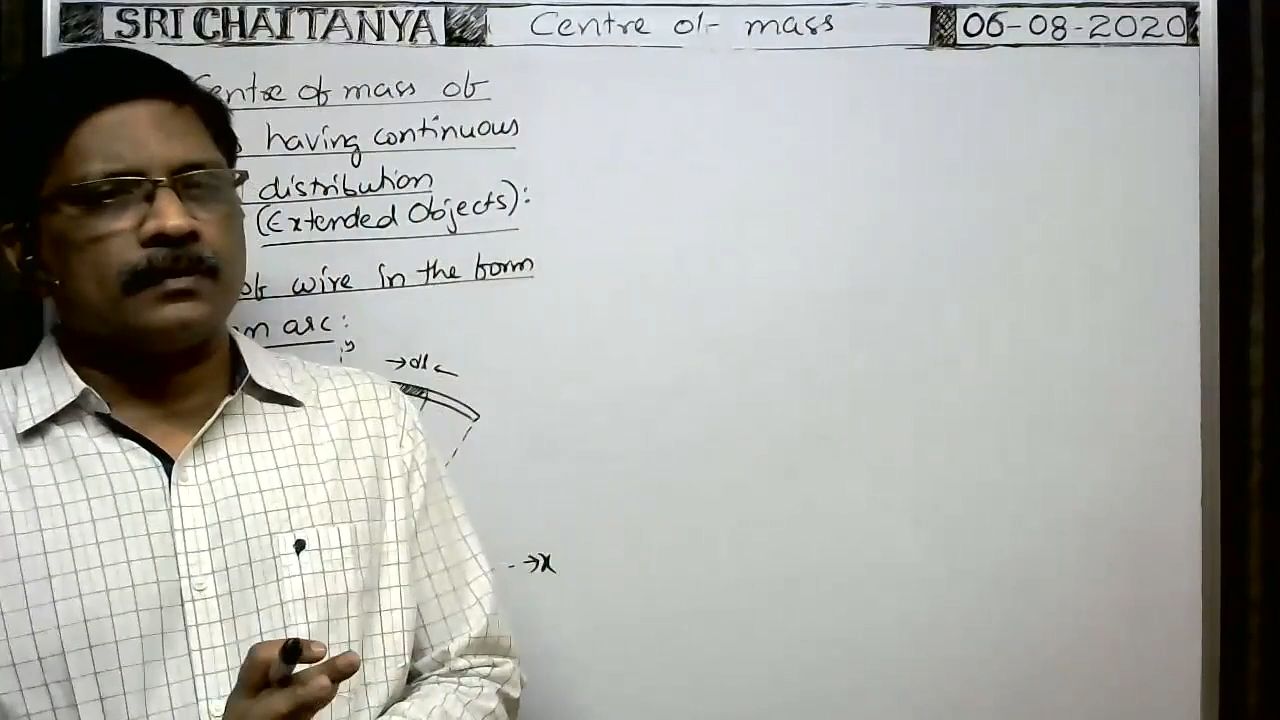 SRI CHAITANYA
Centre of mass
06-08-2020
Centre of mass of
having continuous
distribution
(Extended Objects):
of wire in the form
arc:
y
→dl←
→x